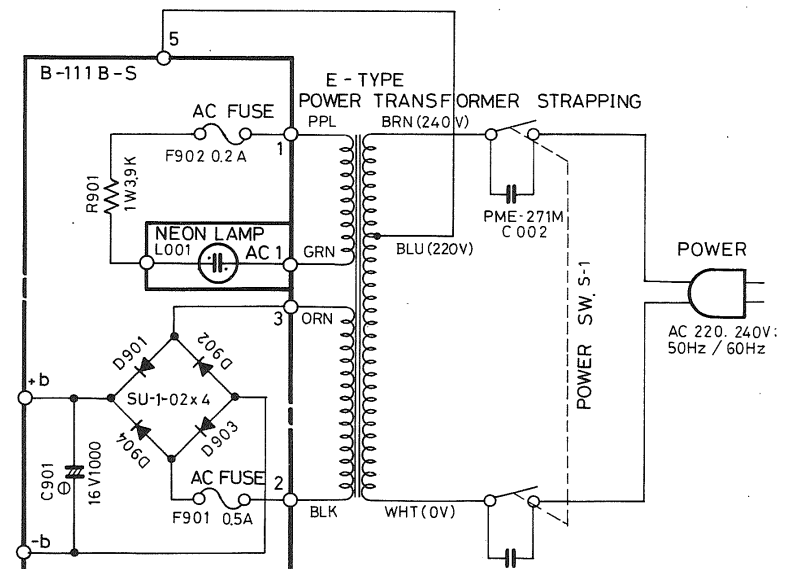 5
B-111B-S
E-TYPE
POWER TRANSFORMER STRAPPING
AC FUSE
PPL
BRN(240V)
1
F902 0.2A
R901
1W3.9K
NEON LAMP
L001
AC 1
GRN
BLU(220V)
PME-271M
C002
POWER
3
ORN
POWER SW. S-1
AC 220. 240V:
50Hz / 60Hz
D901
D902
+b
SU-1-02x4
D904
D903
C901
16V1000
AC FUSE
2
F901 0.5A
BLK
WHT(0V)
-b